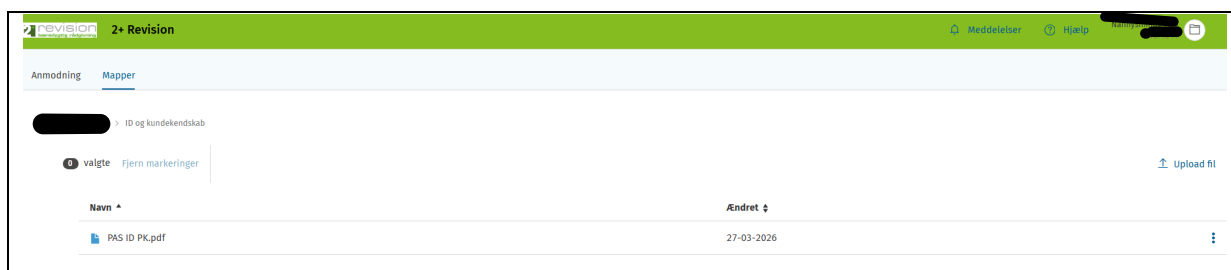 2 revision 2+ Revision Meddelelser Hjælp
Anmodning Mapper
> ID og kundekendskab
0 valgte Fjern markeringer Upload fil
Navn Ændret
PAS ID PK.pdf 27-03-2026